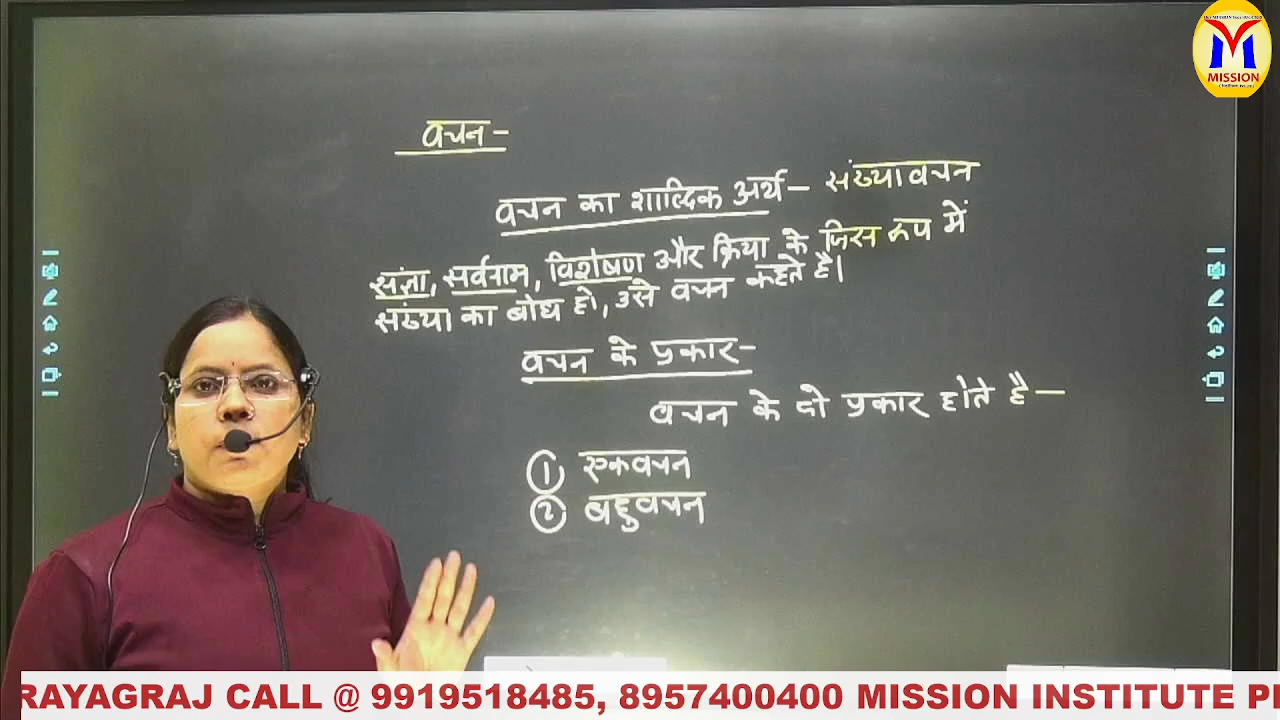 MISSION
वचन-
वचन का शाब्दिक अर्थ- संख्यावचन
संज्ञा, सर्वनाम, विशेषण और क्रिया के जिस रूप में
संख्या का बोध हो, उसे वचन कहते है।
वचन के प्रकार-
वचन के दो प्रकार होते है-
① एकवचन
② बहुवचन
RAYAGRAJ CALL @ 9919518485, 8957400400 MISSION INSTITUTE P